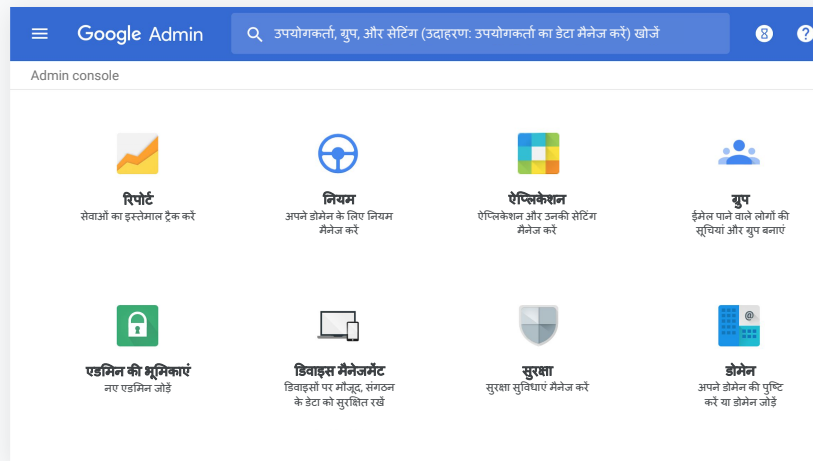 Google Admin
उपयोगकर्ता, ग्रुप, और सेटिंग (उदाहरण: उपयोगकर्ता का डेटा मैनेज करें) खोजें
Admin console
रिपोर्ट
सेवाओं का इस्तेमाल ट्रैक करें
नियम
अपने डोमेन के लिए नियम
मैनेज करें
ऐप्लिकेशन
ऐप्लिकेशन और उनकी सेटिंग
मैनेज करें
ग्रुप
ईमेल पाने वाले लोगों की
सूचियां और ग्रुप बनाएं
एडमिन की भूमिकाएं
नए एडमिन जोड़ें
डिवाइस मैनेजमेंट
डिवाइसों पर मौजूद, संगठन
के डेटा को सुरक्षित रखें
सुरक्षा
सुरक्षा सुविधाएं मैनेज करें
डोमेन
अपने डोमेन की पुष्टि
करें या डोमेन जोड़ें